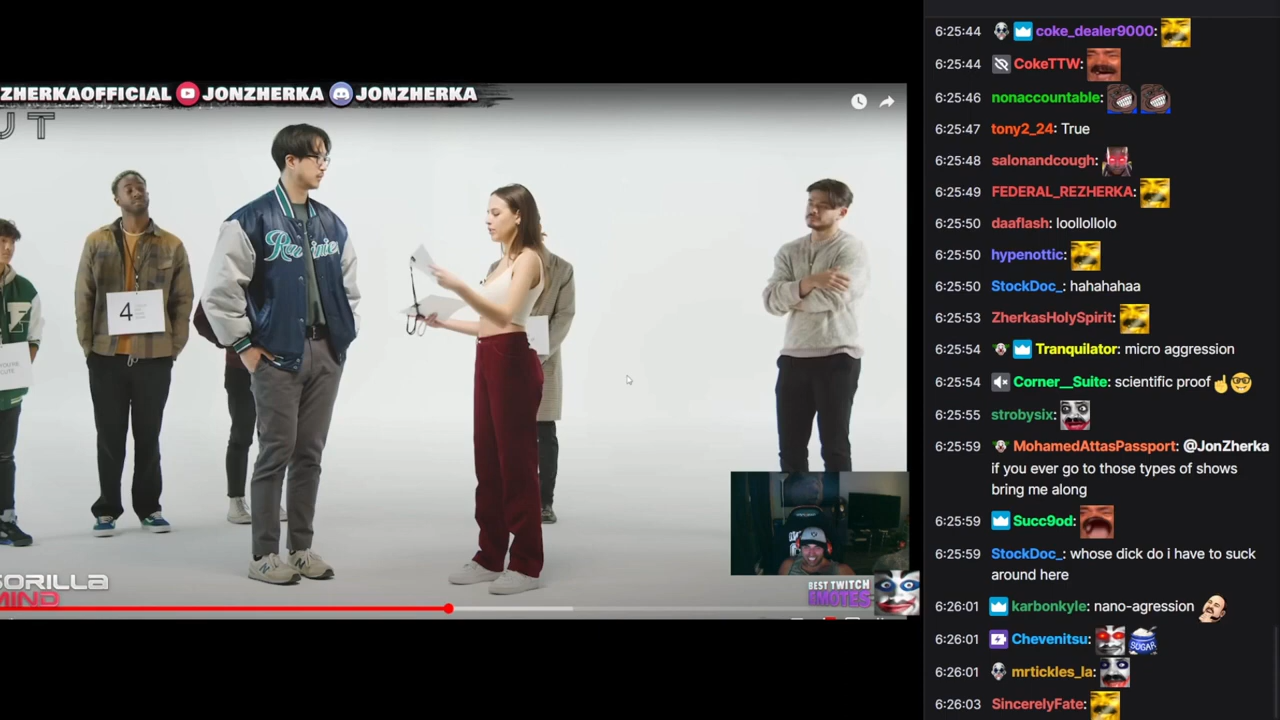 ZHERKAOFFICIAL JONZHERKA JONZHERKA
UT
4
GORILLA
MIND
BEST TWITCH
EMOTES
6:25:44 coke_dealer9000:
6:25:44 CokeTTW:
6:25:46 nonaccountable:
6:25:47 tony2_24: True
6:25:48 salonandcough:
6:25:49 FEDERAL_REZHERKA:
6:25:50 daaflash: loollollolo
6:25:50 hypenottic:
6:25:50 StockDoc_: hahahahaa
6:25:53 ZherkasHolySpirit:
6:25:54 Tranquilator: micro aggression
6:25:54 Corner__Suite: scientific proof☝️🤓
6:25:55 strobysix:
6:25:59 MohamedAttasPassport: @JonZherka
if you ever go to those types of shows
bring me along
6:25:59 Succ9od:
6:25:59 StockDoc_: whose dick do i have to suck
around here
6:26:01 karbonkyle: nano-agression
6:26:01 Chevenitsu:
SUGAR
6:26:01 mrtickles_la:
6:26:03 SincerelyFate: